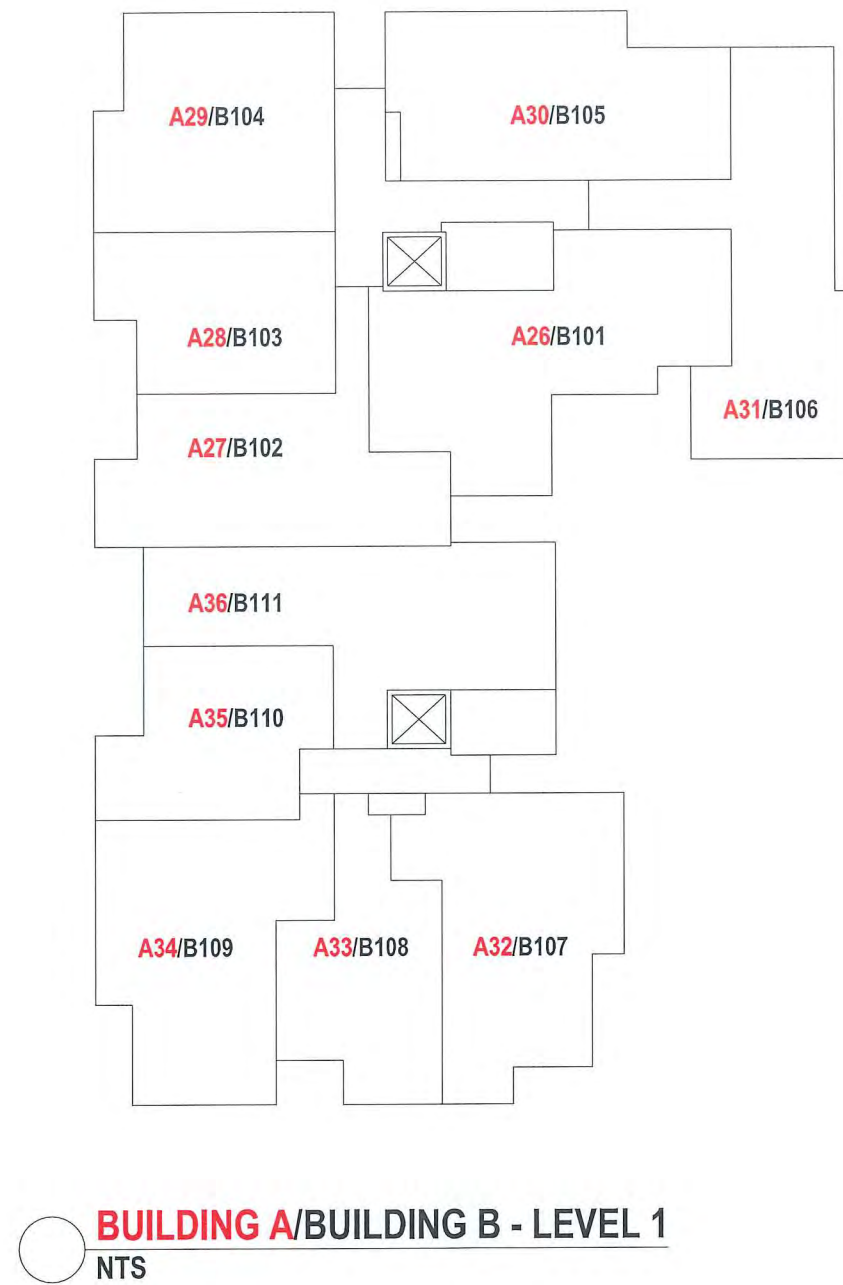 A29/B104
A30/B105
A28/B103
A26/B101
A31/B106
A27/B102
A36/B111
A35/B110
A34/B109
A33/B108
A32/B107
BUILDING A/BUILDING B - LEVEL 1
NTS